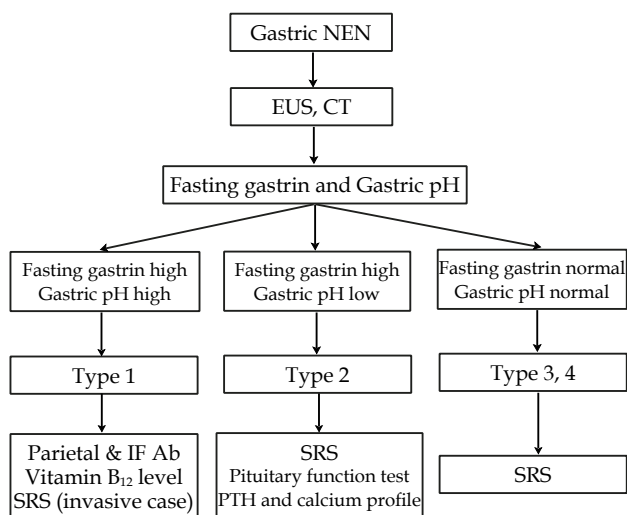 Gastric NEN
EUS, CT
Fasting gastrin and Gastric pH
Fasting gastrin high
Gastric pH high
Fasting gastrin high
Gastric pH low
Fasting gastrin normal
Gastric pH normal
Type 1
Type 2
Type 3, 4
Parietal & IF Ab
Vitamin B12 level
SRS (invasive case)
SRS
Pituitary function test
PTH and calcium profile
SRS